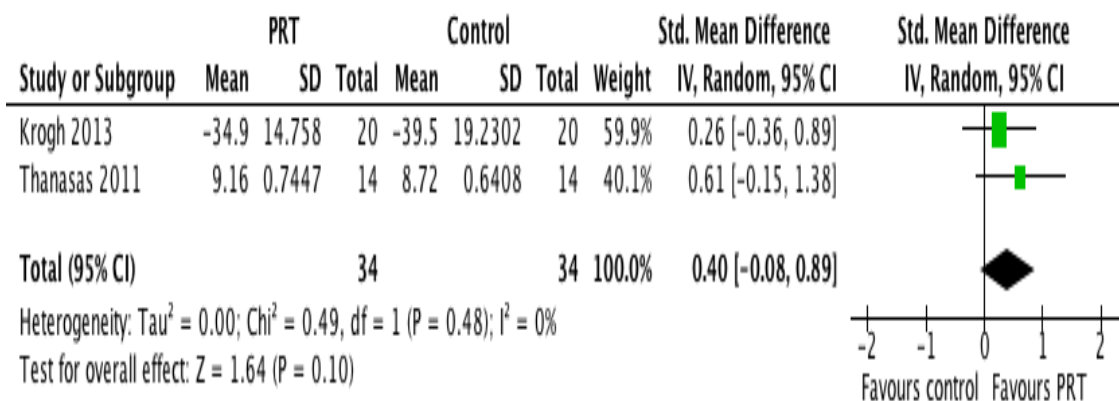 PRT Control Std. Mean Difference Std. Mean Difference
Study or Subgroup Mean SD Total Mean SD Total Weight IV, Random, 95% CI IV, Random, 95% CI
Krogh 2013 -34.9 14.758 20 -39.5 19.2302 20 59.9% 0.26 [-0.36, 0.89]
Thanasas 2011 9.16 0.7447 14 8.72 0.6408 14 40.1% 0.61 [-0.15, 1.38]
Total (95% CI) 34 34 100.0% 0.40 [-0.08, 0.89]
Heterogeneity: Tau² = 0.00; Chi² = 0.49, df = 1 (P = 0.48); I² = 0%
Test for overall effect: Z = 1.64 (P = 0.10)
-2 -1 0 1 2
Favours control Favours PRT